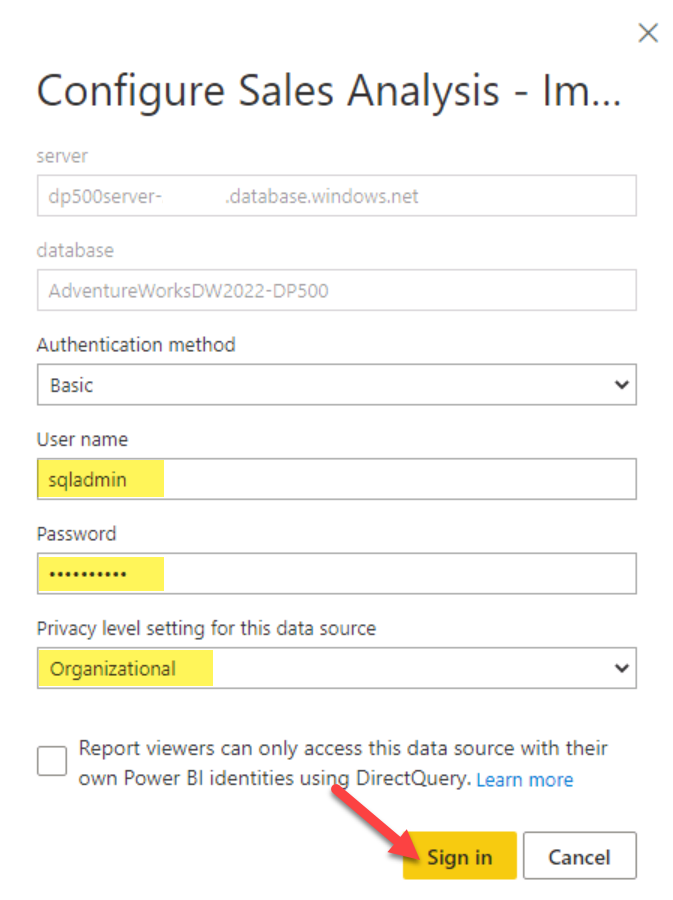 Configure Sales Analysis - Im...
server
dp500server- .database.windows.net
database
AdventureWorksDW2022-DP500
Authentication method
Basic
User name
sqladmin
Password
••••••••••
Privacy level setting for this data source
Organizational
Report viewers can only access this data source with their
own Power BI identities using DirectQuery. Learn more
Sign in Cancel